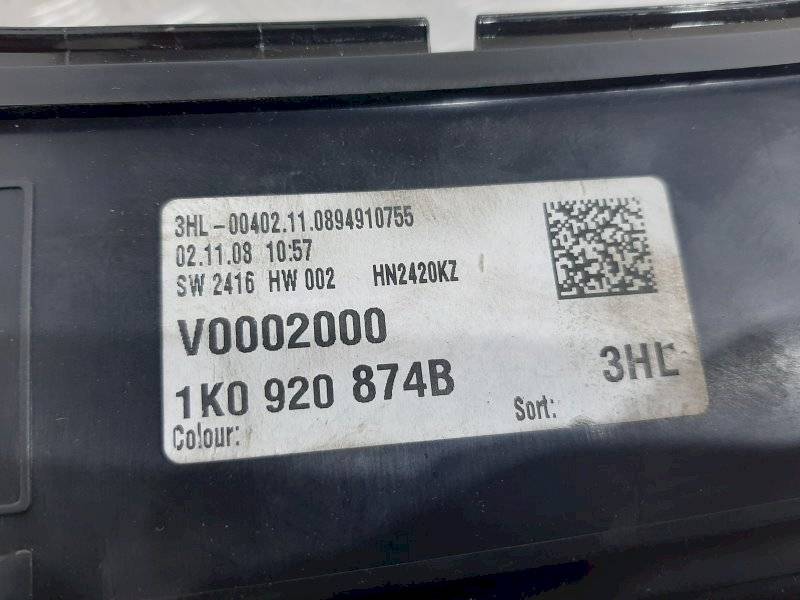 3HL-00402.11.0894910755
02.11.08 10:57
SW 2416 HW 002 HN2420KZ
V0002000
1K0 920 874B
3HL
Colour:
Sort: